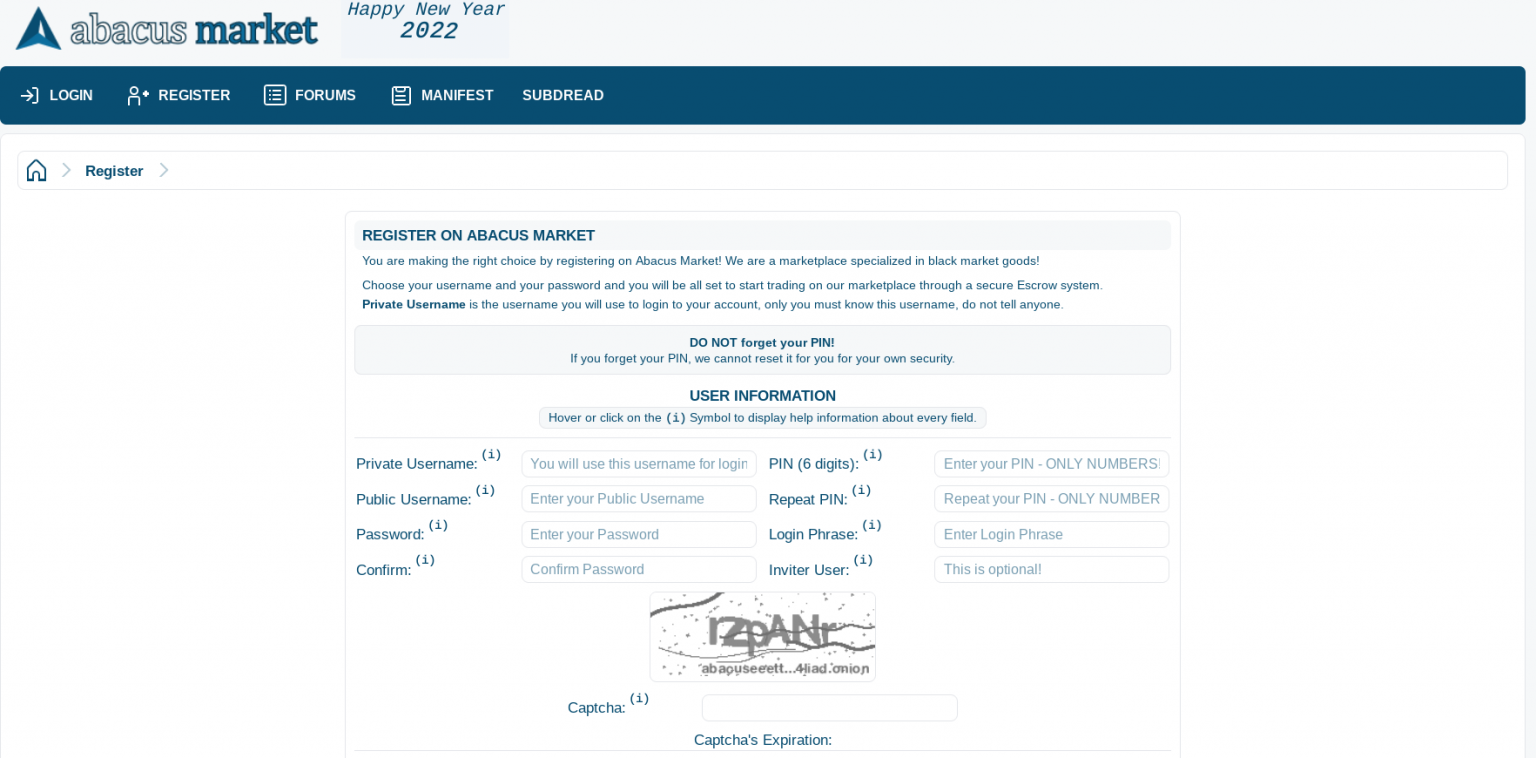 abacus market
Happy New Year
2022
LOGIN REGISTER FORUMS MANIFEST SUBDREAD
Register
REGISTER ON ABACUS MARKET
You are making the right choice by registering on Abacus Market! We are a marketplace specialized in black market goods!
Choose your username and your password and you will be all set to start trading on our marketplace through a secure Escrow system.
Private Username is the username you will use to login to your account, only you must know this username, do not tell anyone.
DO NOT forget your PIN!
If you forget your PIN, we cannot reset it for you for your own security.
USER INFORMATION
Hover or click on the (i) Symbol to display help information about every field.
Private Username: (i) You will use this username for login PIN (6 digits): (i) Enter your PIN - ONLY NUMBERS!
Public Username: (i) Enter your Public Username Repeat PIN: (i) Repeat your PIN - ONLY NUMBER
Password: (i) Enter your Password Login Phrase: (i) Enter Login Phrase
Confirm: (i) Confirm Password Inviter User: (i) This is optional!
Captcha: (i)
Captcha's Expiration: